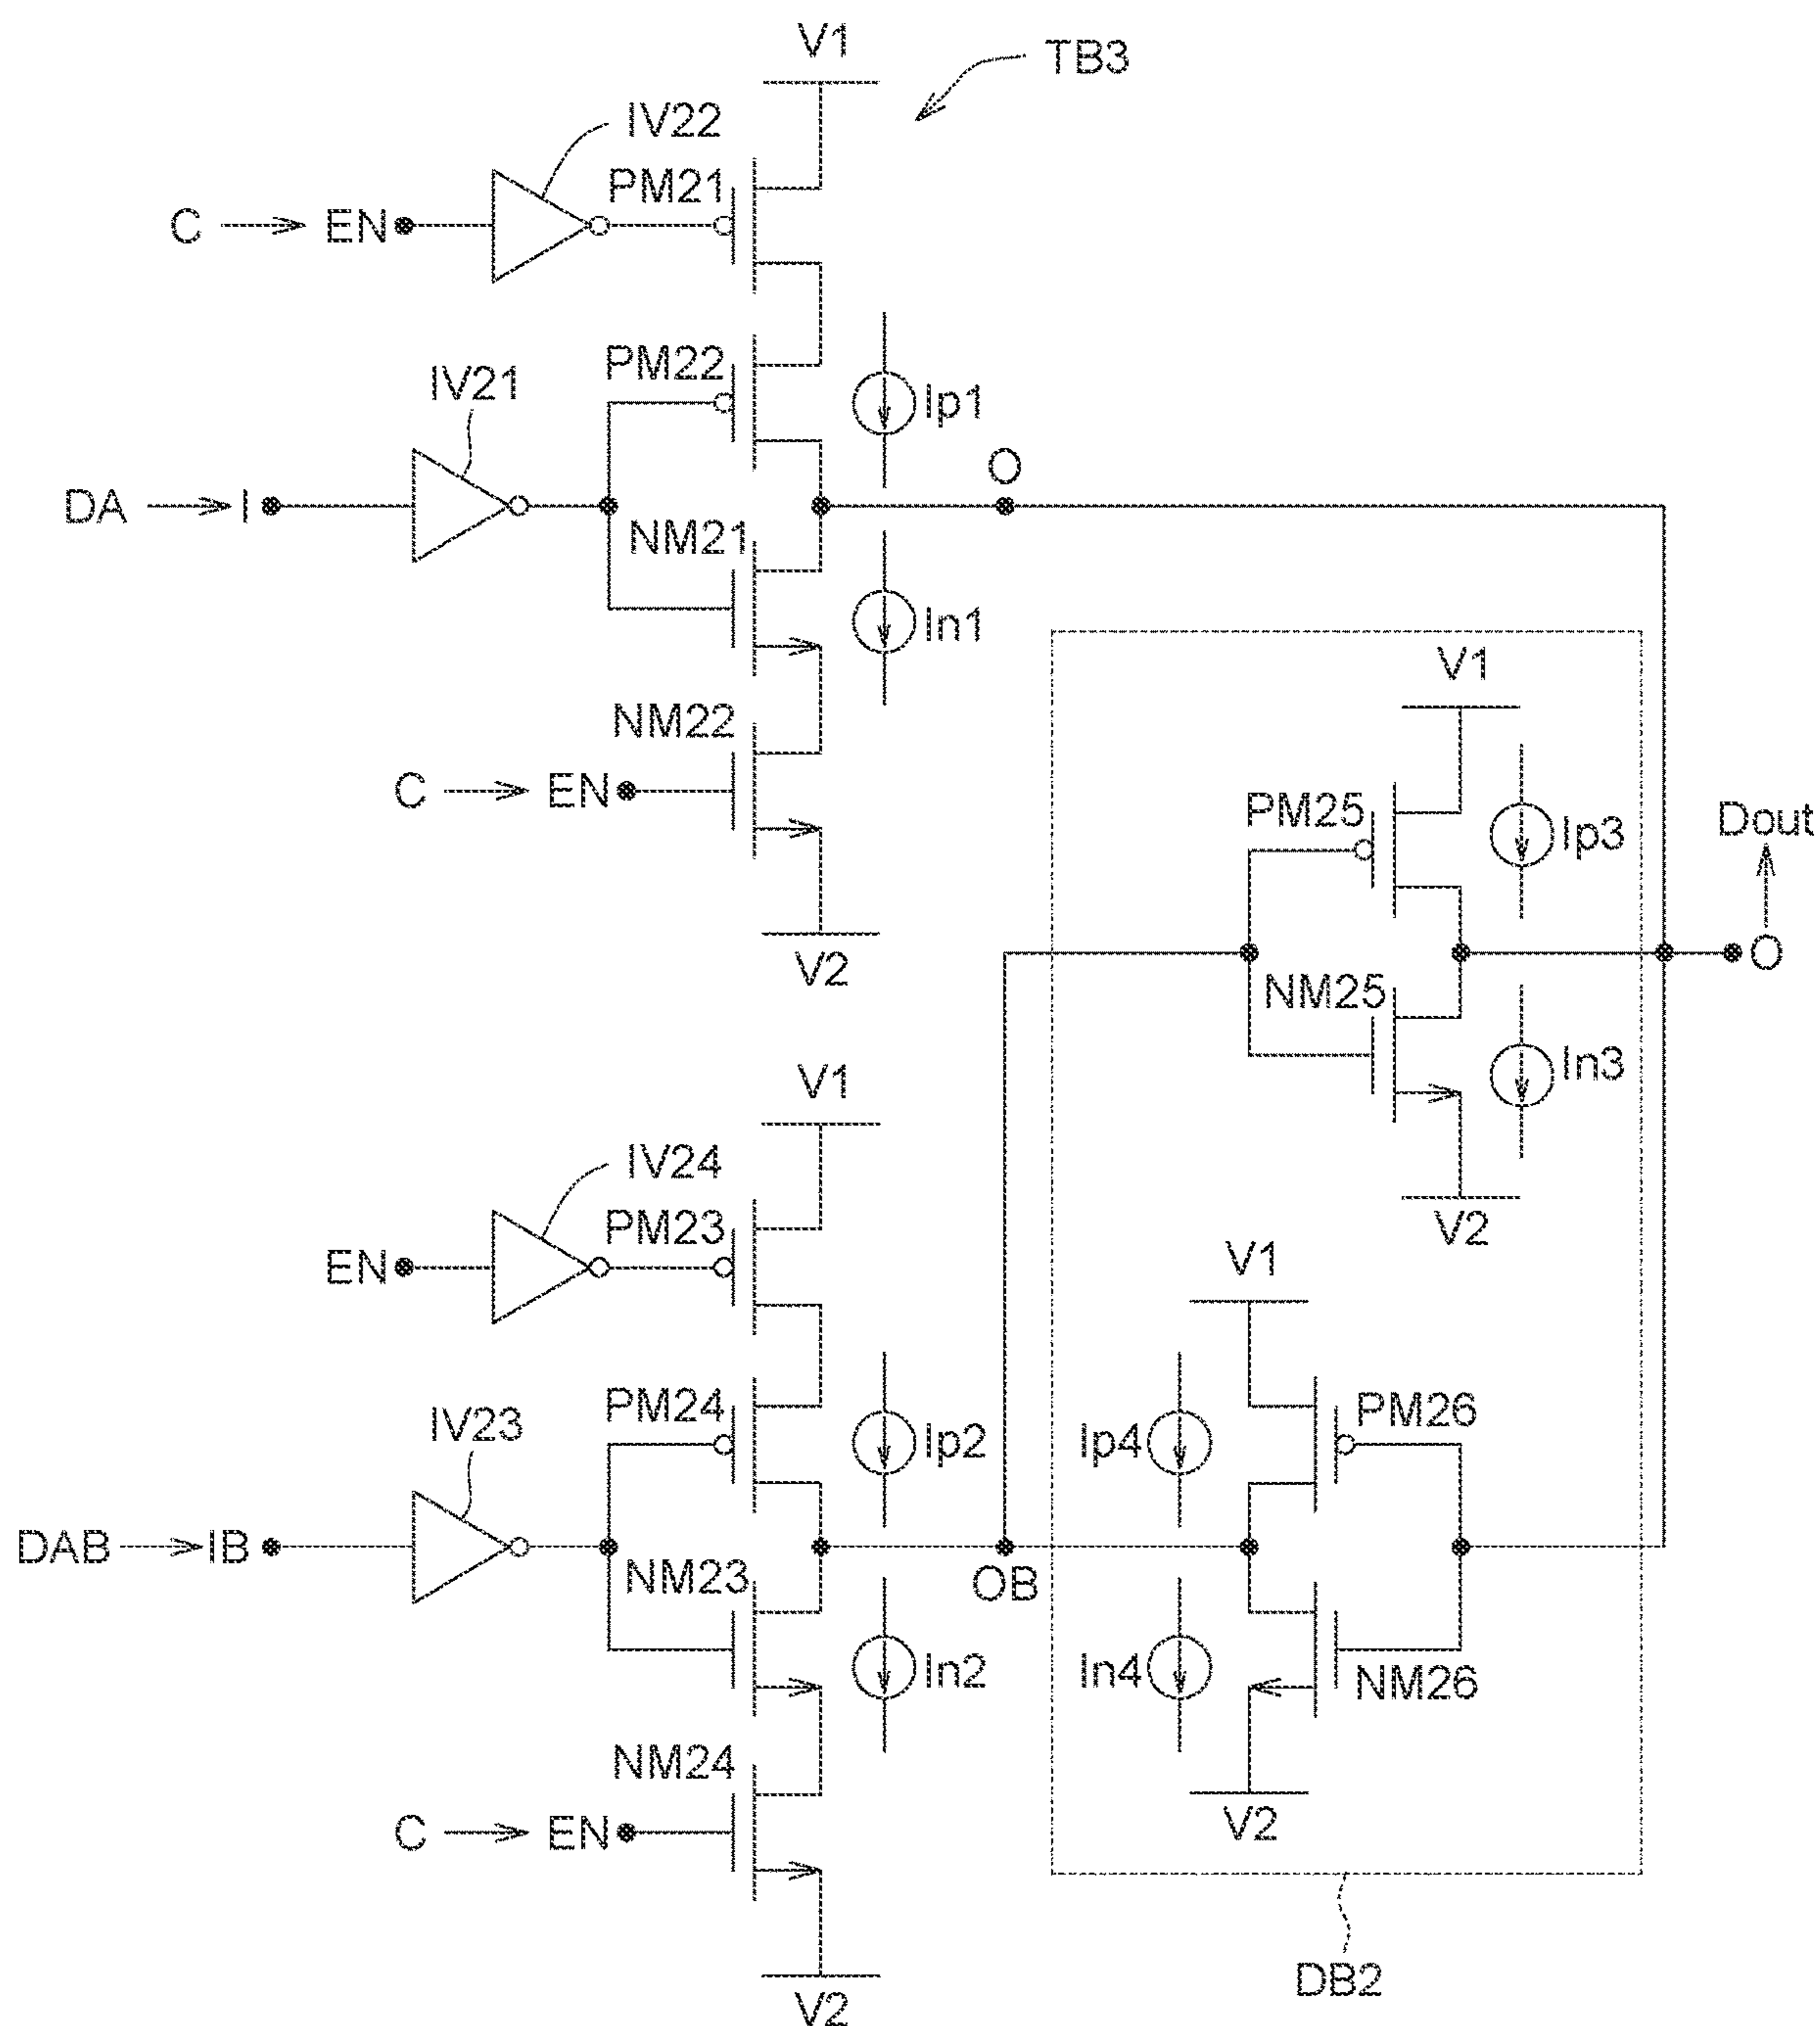 V1
TB3
IV22
PM21
C
EN
PM22
IV21
Ip1
O
DA
I
NM21
In1
V1
NM22
C
EN
PM25
Ip3
Dout
V2
O
NM25
In3
V1
IV24
PM23
V2
EN
V1
PM24
PM26
IV23
Ip2
Ip4
DAB
IB
NM23
OB
In2
In4
NM26
NM24
C
EN
V2
DB2
V2